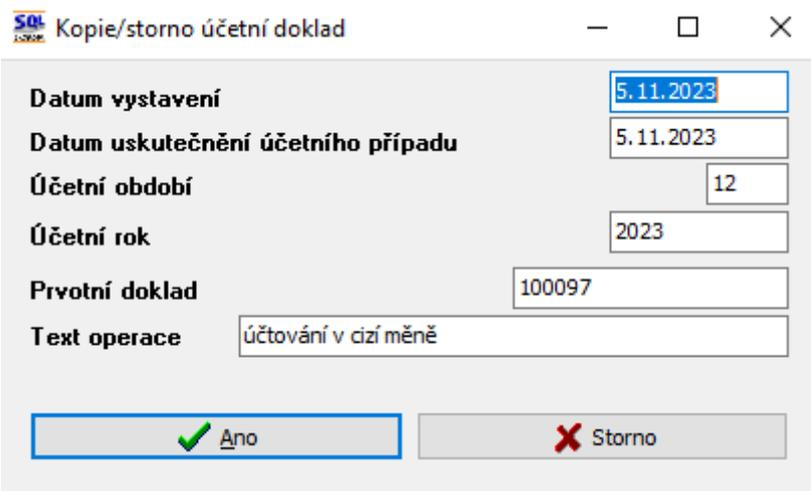 SQL Kopie/storno účetní doklad
Datum vystavení 5.11.2023
Datum uskutečnění účetního případu 5.11.2023
Účetní období 12
Účetní rok 2023
Prvotní doklad 100097
Text operace účtování v cizí měně
Ano Storno